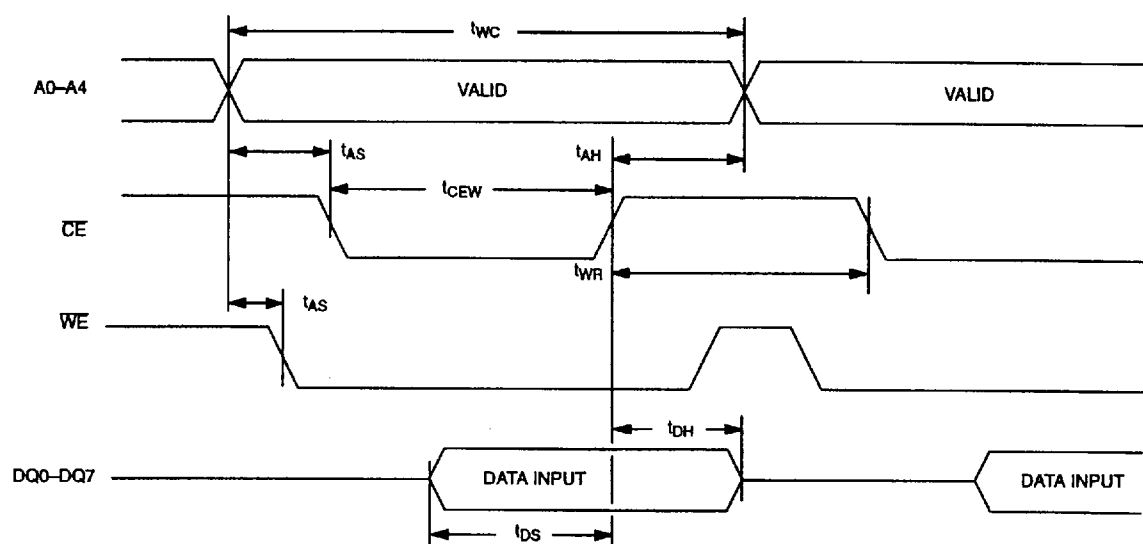 tWC
A0–A4
VALID
VALID
tAS
tAH
tCEW
CE
tWR
tAS
WE
tDH
DQ0–DQ7
DATA INPUT
DATA INPUT
tDS